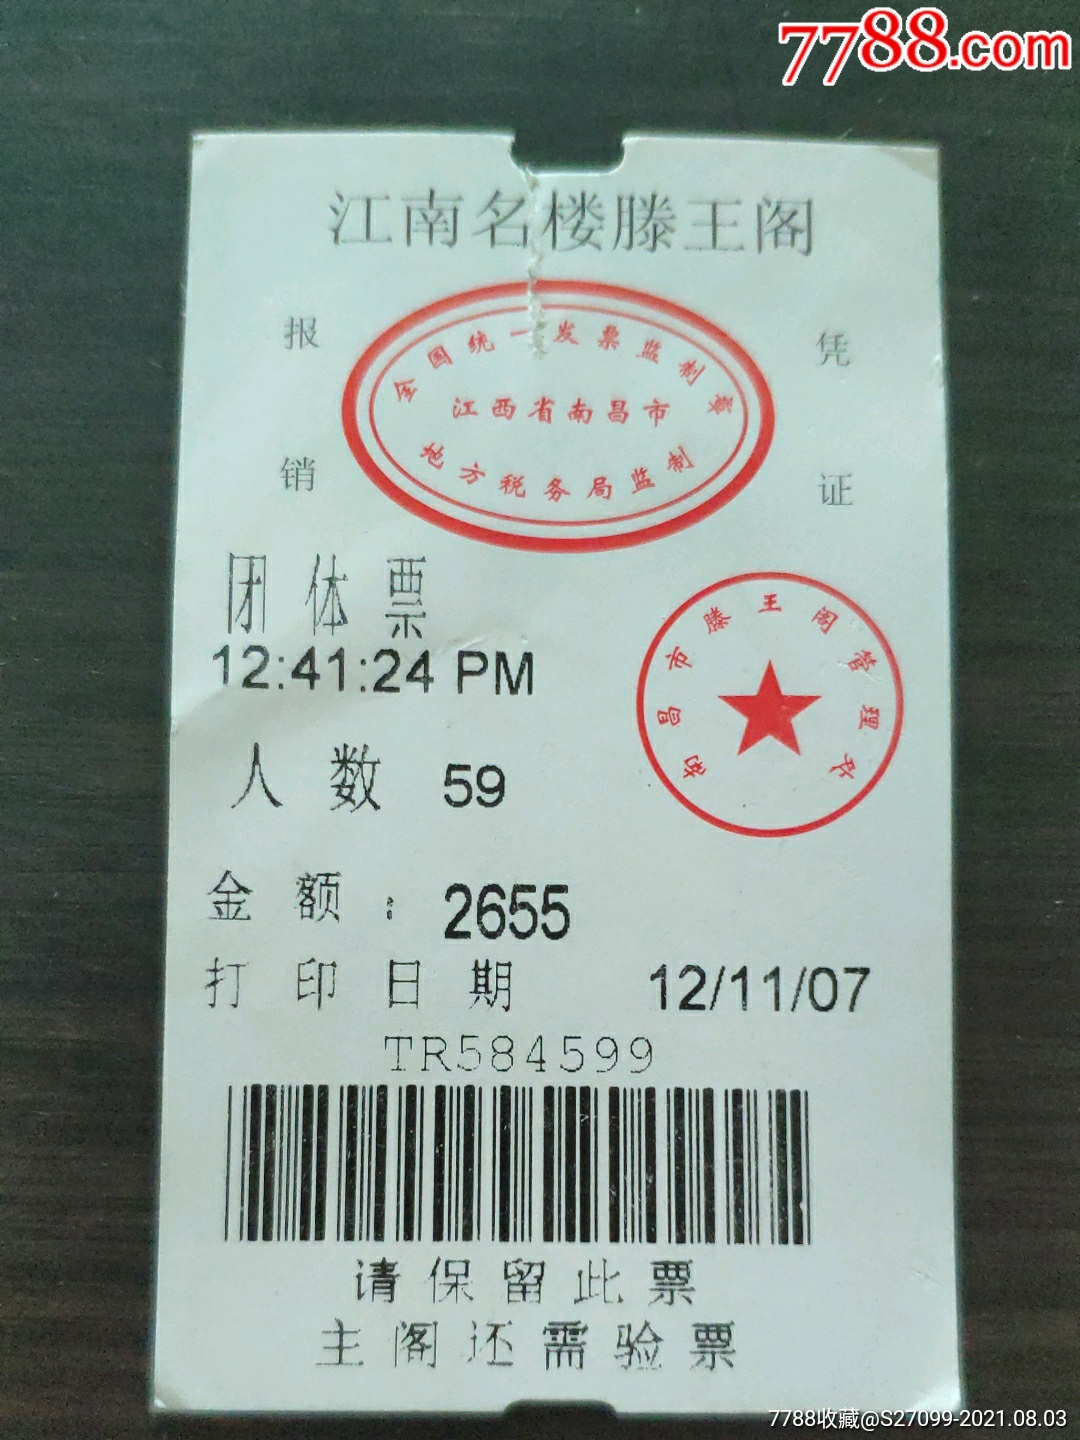 7788.com
江南名楼滕王阁
报 凭
销 证
全国统一发票监制章
江西省南昌市
地方税务局监制
团体票
12:41:24 PM
南昌市滕王阁管理处
人数 59
金额: 2655
打印日期 12/11/07
TR584599
请保留此票
主阁还需验票
7788收藏@S27099-2021.08.03